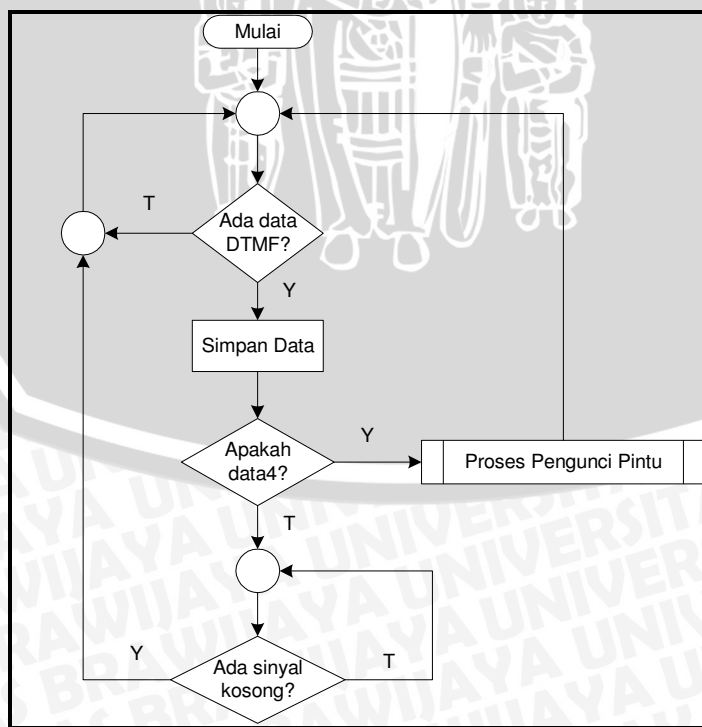 Mulai
T
Ada data
DTMF?
Y
Simpan Data
Apakah
data4?
Y
Proses Pengunci Pintu
T
Y
Ada sinyal
kosong?
T